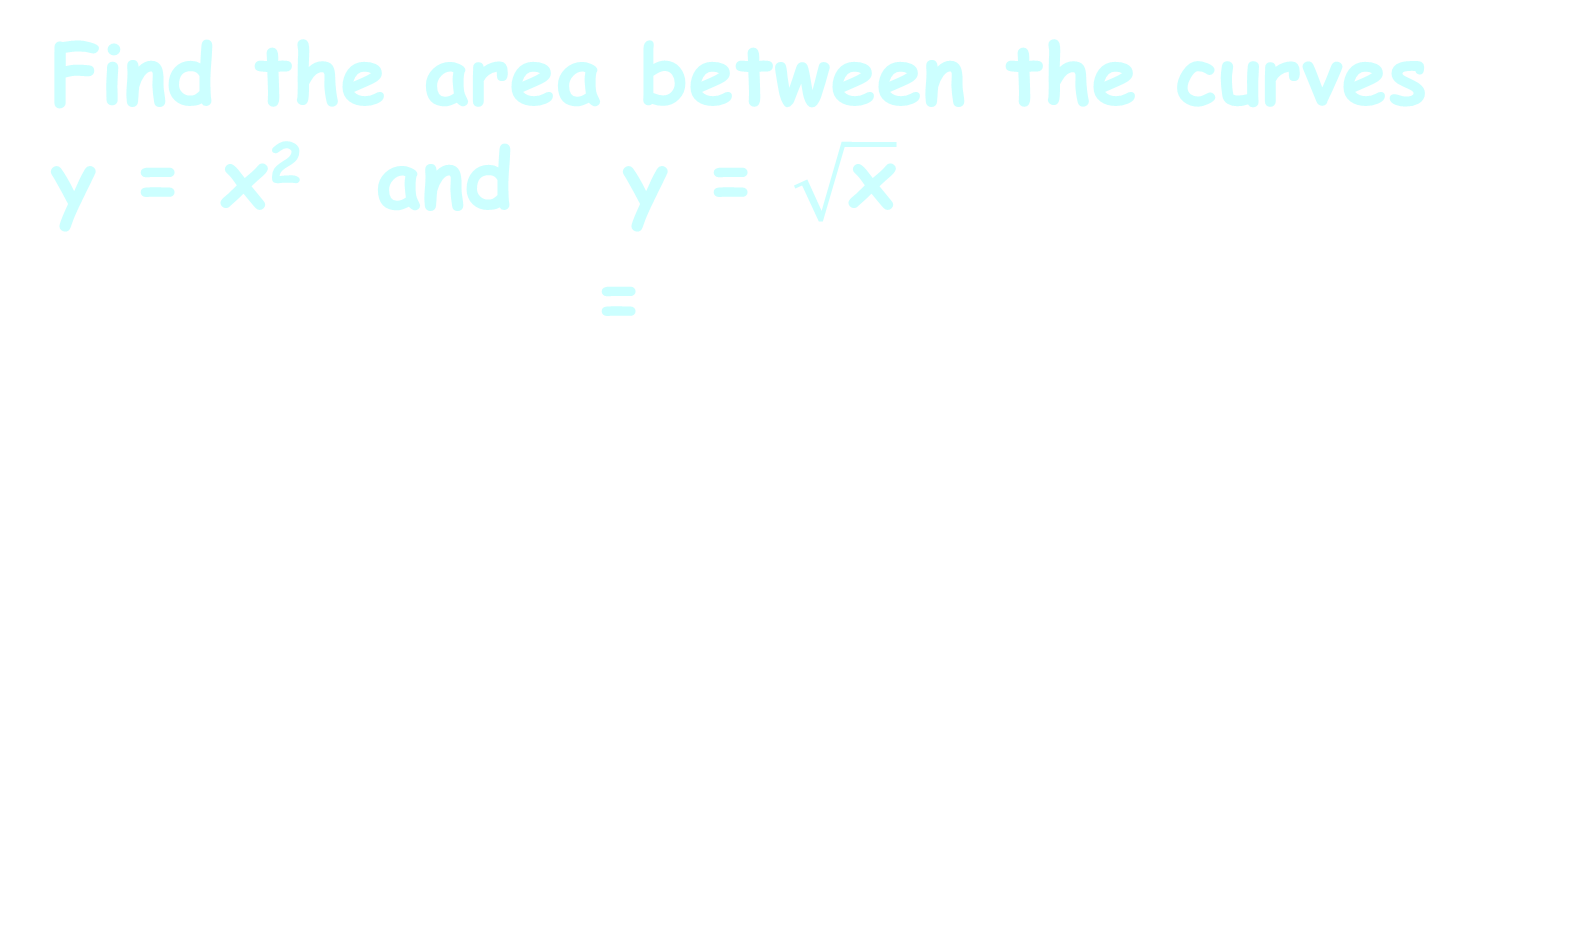 Find the area between the curves
y = x² and y = √x
=